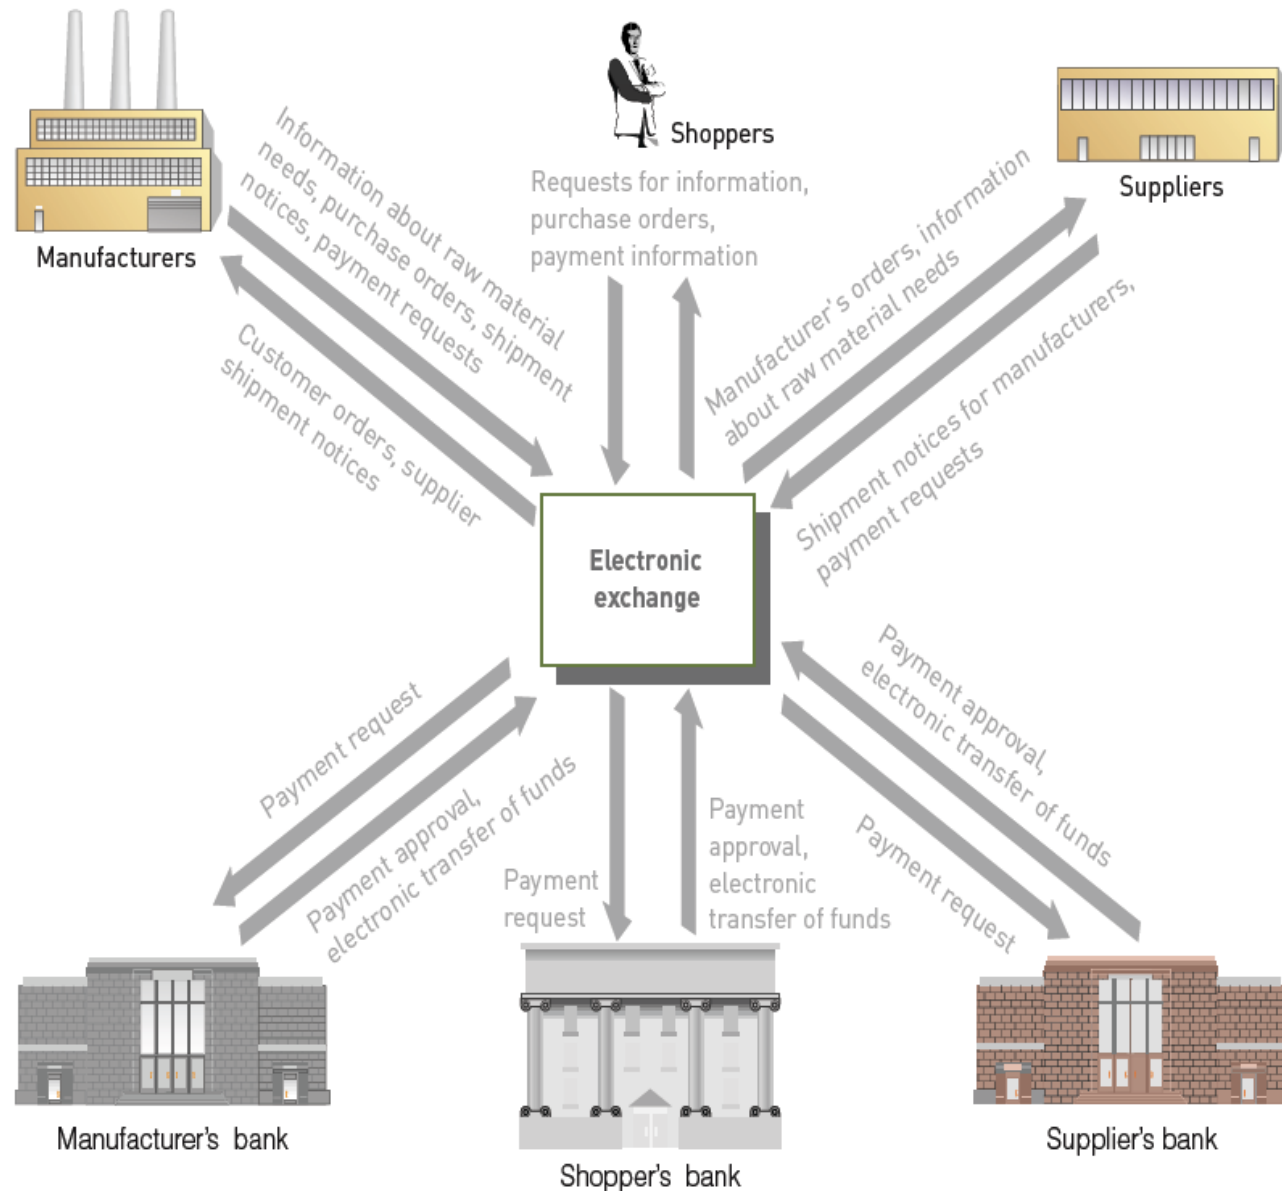 Shoppers
Manufacturers
Suppliers
Information about raw material
needs, purchase orders, shipment
notices, payment requests
Customer orders, supplier
shipment notices
Requests for information,
purchase orders,
payment information
Manufacturer's orders, information
about raw material needs
Shipment notices for manufacturers,
payment requests
Electronic
exchange
Payment request
Payment approval,
electronic transfer of funds
Payment
request
Payment
approval,
electronic
transfer of funds
Payment approval,
electronic transfer of funds
Payment request
Manufacturer's bank
Shopper's bank
Supplier's bank